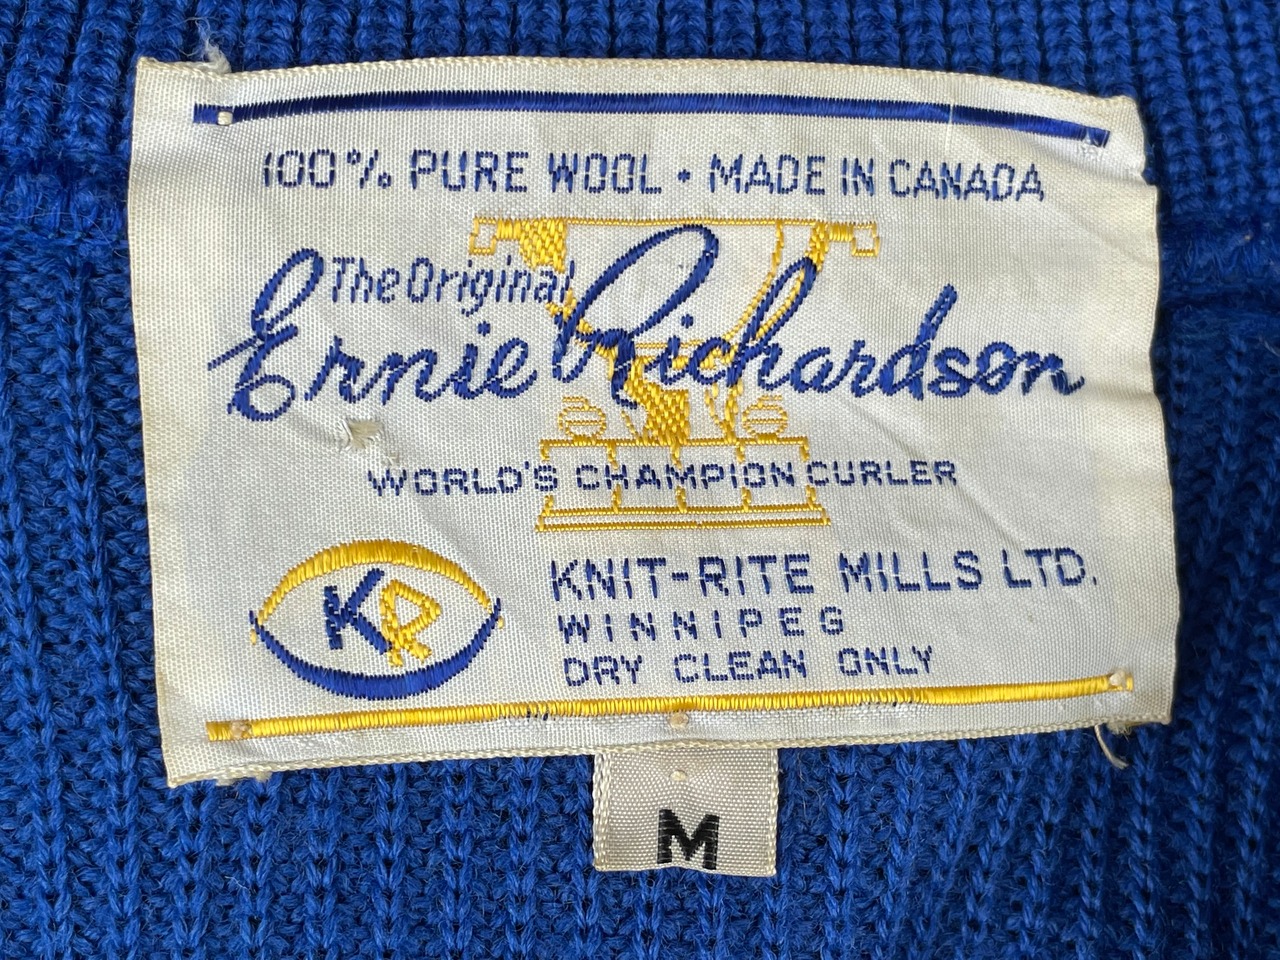 100% PURE WOOL • MADE IN CANADA
The Original
Ernie Richardson
WORLD'S CHAMPION CURLER
KR
KNIT-RITE MILLS LTD.
WINNIPEG
DRY CLEAN ONLY
M